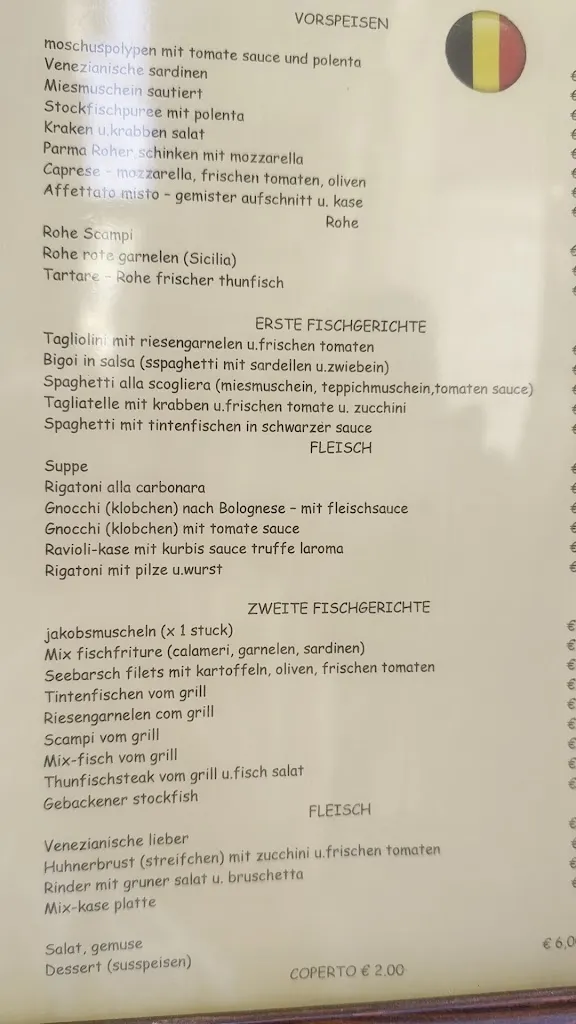 VORSPEISEN
moschuspolypen mit tomate sauce und polenta €
Venezianische sardinen €
Miesmuschein sautiert €
Stockfischpuree mit polenta €
Kraken u.krabben salat €
Parma Roher schinken mit mozzarella €
Caprese - mozzarella, frischen tomaten, oliven €
Affettato misto - gemister aufschnitt u. kase €
Rohe
Rohe Scampi €
Rohe rote garnelen (Sicilia) €
Tartare - Rohe frischer thunfisch €
ERSTE FISCHGERICHTE
Tagliolini mit riesengarnelen u.frischen tomaten €
Bigoi in salsa (sspaghetti mit sardellen u.zwiebein) €
Spaghetti alla scogliera (miesmuschein, teppichmuschein,tomaten sauce) €
Tagliatelle mit krabben u.frischen tomate u. zucchini €
Spaghetti mit tintenfischen in schwarzer sauce €
FLEISCH
Suppe €
Rigatoni alla carbonara €
Gnocchi (klobchen) nach Bolognese - mit fleischsauce €
Gnocchi (klobchen) mit tomate sauce €
Ravioli-kase mit kurbis sauce truffe laroma €
Rigatoni mit pilze u.wurst €
ZWEITE FISCHGERICHTE
jakobsmuscheln (x 1 stuck) €
Mix fischfriture (calameri, garnelen, sardinen) €
Seebarsch filets mit kartoffeln, oliven, frischen tomaten €
Tintenfischen vom grill €
Riesengarnelen com grill €
Scampi vom grill €
Mix-fisch vom grill €
Thunfischsteak vom grill u.fisch salat €
Gebackener stockfish €
FLEISCH
Venezianische lieber €
Huhnerbrust (streifchen) mit zucchini u.frischen tomaten €
Rinder mit gruner salat u. bruschetta €
Mix-kase platte €
Salat, gemuse € 6,0
Dessert (susspeisen)
COPERTO € 2.00